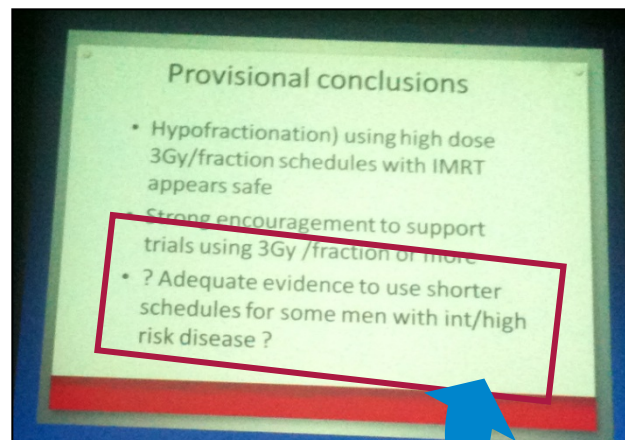 Provisional conclusions
• Hypofractionation) using high dose
3Gy/fraction schedules with IMRT
appears safe
• Strong encouragement to support
trials using 3Gy /fraction or more
• ? Adequate evidence to use shorter
schedules for some men with int/high
risk disease ?